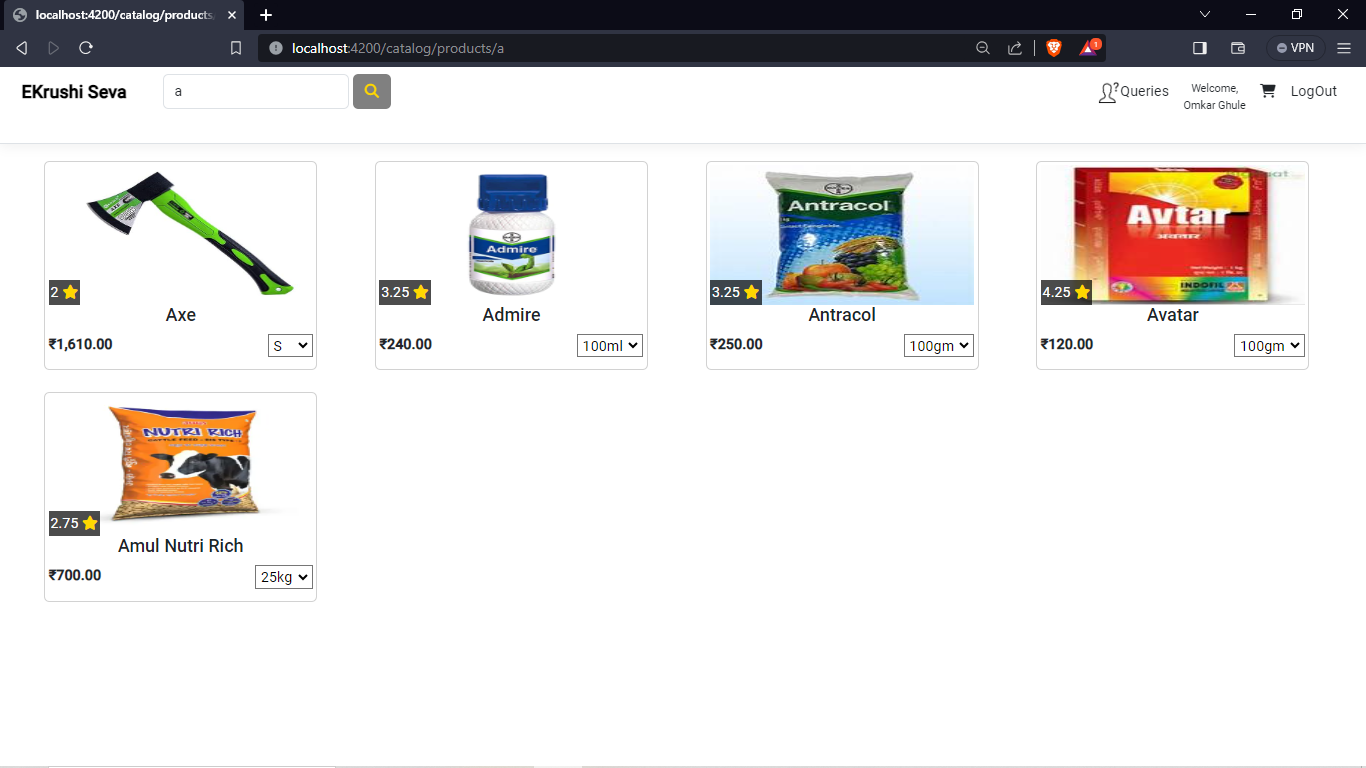 localhost:4200/catalog/products
localhost:4200/catalog/products/a
1
VPN
EKrushi Seva
a
?
Queries
Welcome,
Omkar Ghule
LogOut
2
Axe
₹1,610.00
S
Admire
3.25
Admire
₹240.00
100ml
Antracol
3.25
Antracol
₹250.00
100gm
Avtar
अवतार
INDOFIL
4.25
Avatar
₹120.00
100gm
NUTRI RICH
CATTLE FEED
2.75
Amul Nutri Rich
₹700.00
25kg